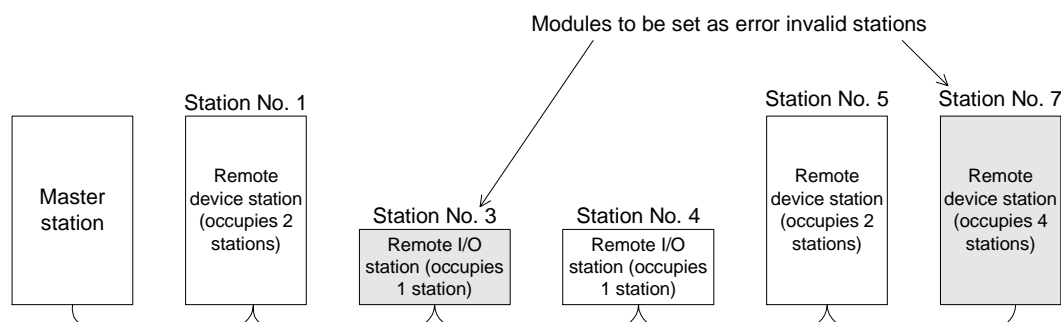 Modules to be set as error invalid stations
Station No. 1
Station No. 5
Station No. 7
Master
station
Remote
device station
(occupies 2
stations)
Station No. 3
Remote I/O
station (occupies
1 station)
Station No. 4
Remote I/O
station (occupies
1 station)
Remote
device station
(occupies 2
stations)
Remote
device station
(occupies 4
stations)